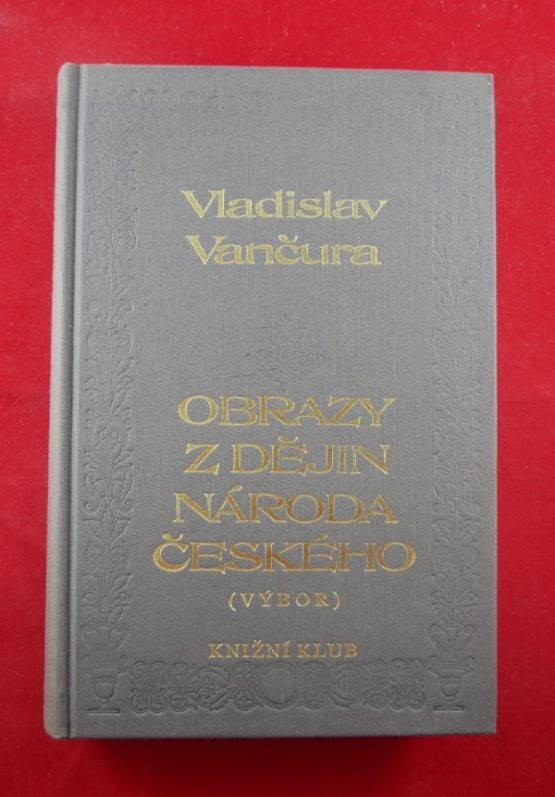 Vladislav
Vančura
OBRAZY
Z DĚJIN
NÁRODA
ČESKÉHO
(VÝBOR)
KNIŽNÍ KLUB